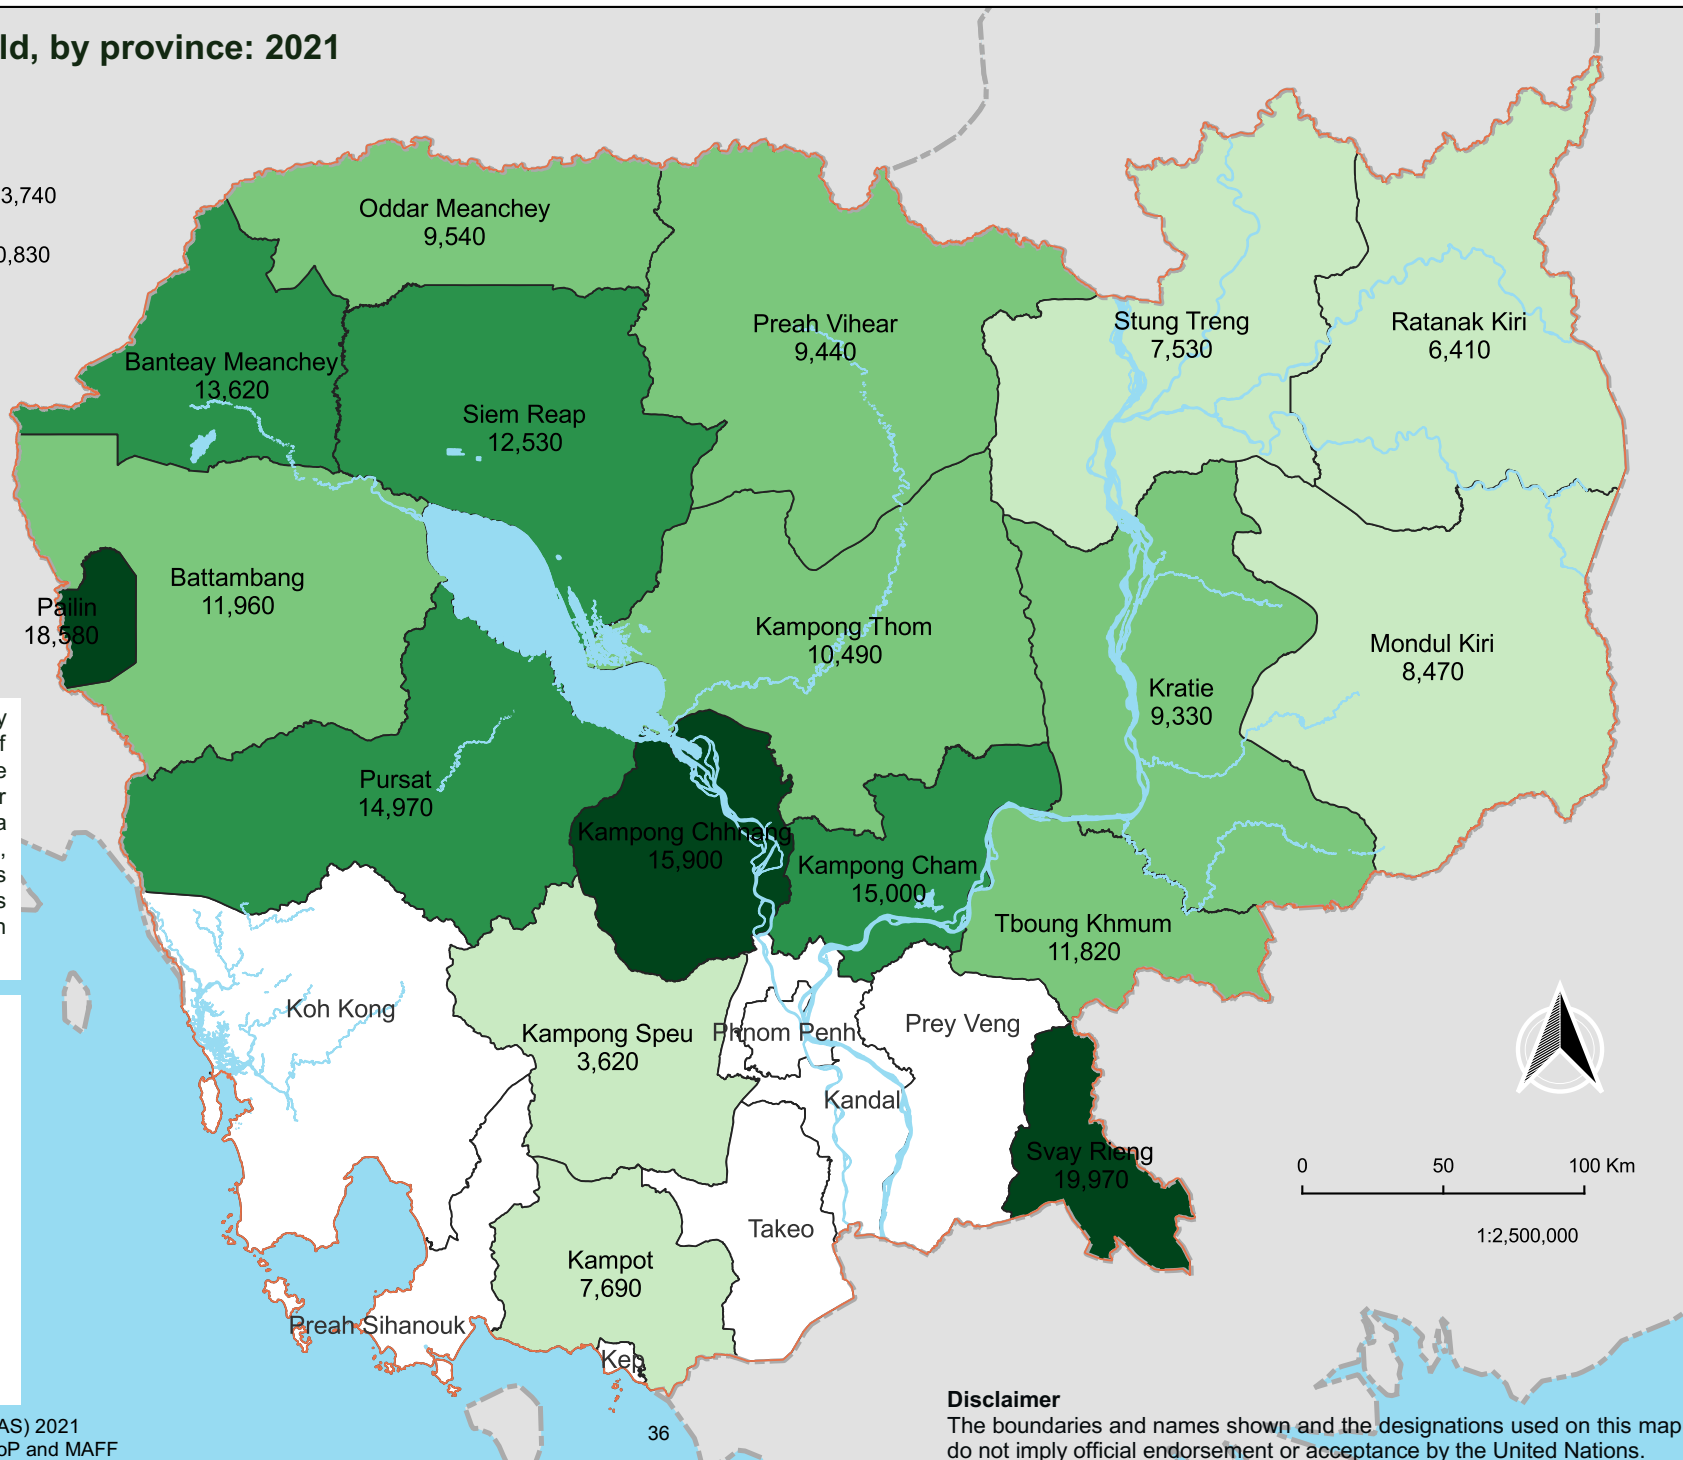 ld, by province: 2021
3,740
0,830
Oddar Meanchey
9,540
Preah Vihear
9,440
Stung Treng
7,530
Ratanak Kiri
6,410
Banteay Meanchey
13,620
Siem Reap
12,530
Battambang
11,960
Pailin
18,580
Kampong Thom
10,490
Mondul Kiri
8,470
Kratie
9,330
Pursat
14,970
Kampong Chhnang
15,900
Kampong Cham
15,000
Tboung Khmum
11,820
y
f
e
r
a
,
s
s
n
Koh Kong
Kampong Speu
3,620
Phnom Penh
Prey Veng
Kandal
Svay Rieng
19,970
Takeo
Kampot
7,690
Preah Sihanouk
Kep
0 50 100 Km
1:2,500,000
AS) 2021
oP and MAFF
36
Disclaimer
The boundaries and names shown and the designations used on this map
do not imply official endorsement or acceptance by the United Nations.